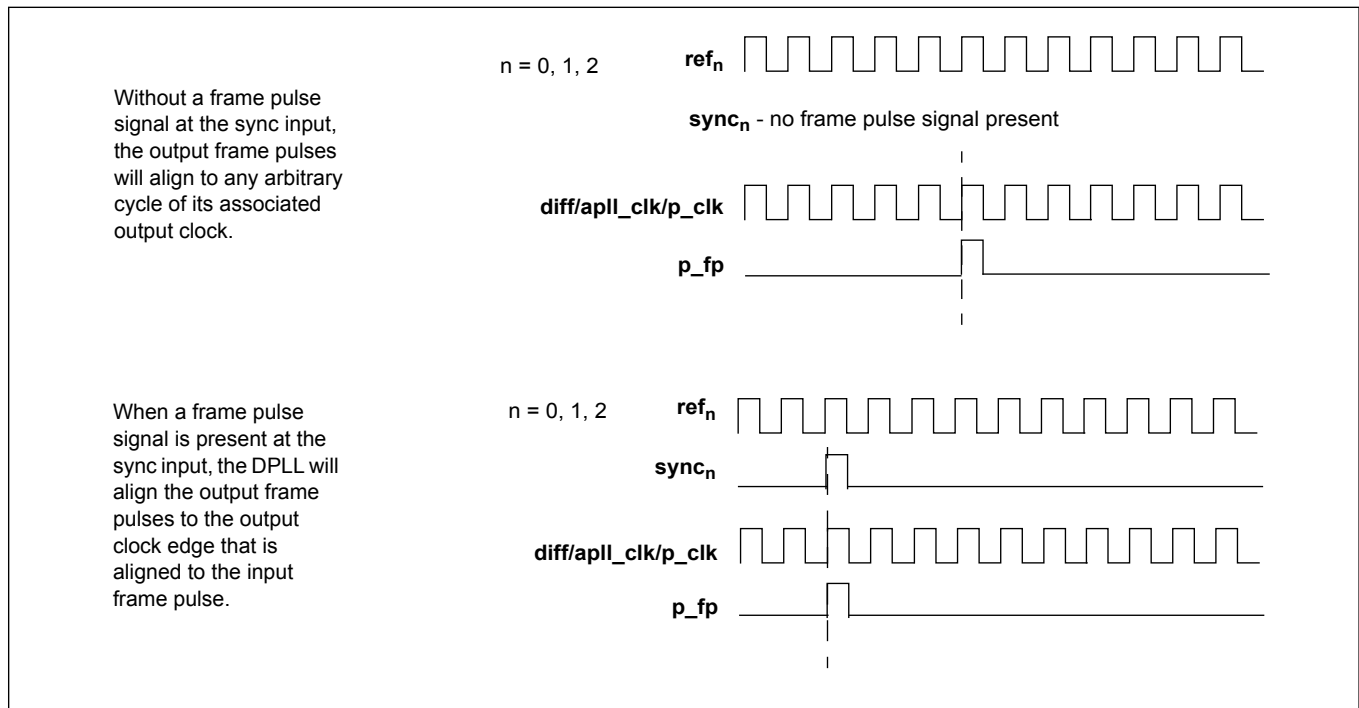 n = 0, 1, 2
refn
Without a frame pulse
signal at the sync input,
the output frame pulses
will align to any arbitrary
cycle of its associated
output clock.
syncn - no frame pulse signal present
diff/apll_clk/p_clk
p_fp
When a frame pulse
signal is present at the
sync input, the DPLL will
align the output frame
pulses to the output
clock edge that is
aligned to the input
frame pulse.
n = 0, 1, 2
refn
syncn
diff/apll_clk/p_clk
p_fp